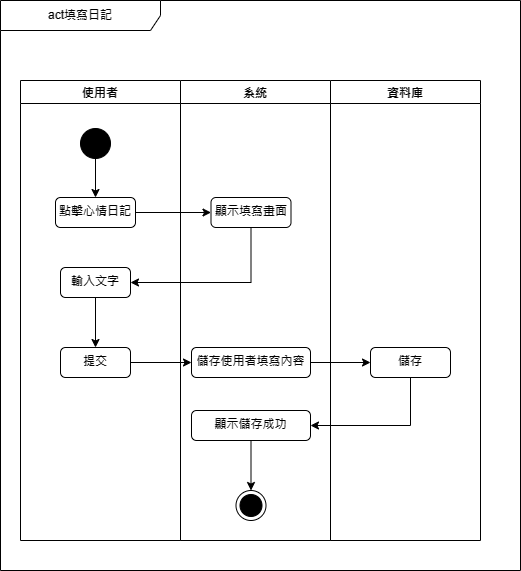 act填寫日記
使用者
系統
資料庫
點擊心情日記
顯示填寫畫面
輸入文字
提交
儲存使用者填寫內容
儲存
顯示儲存成功